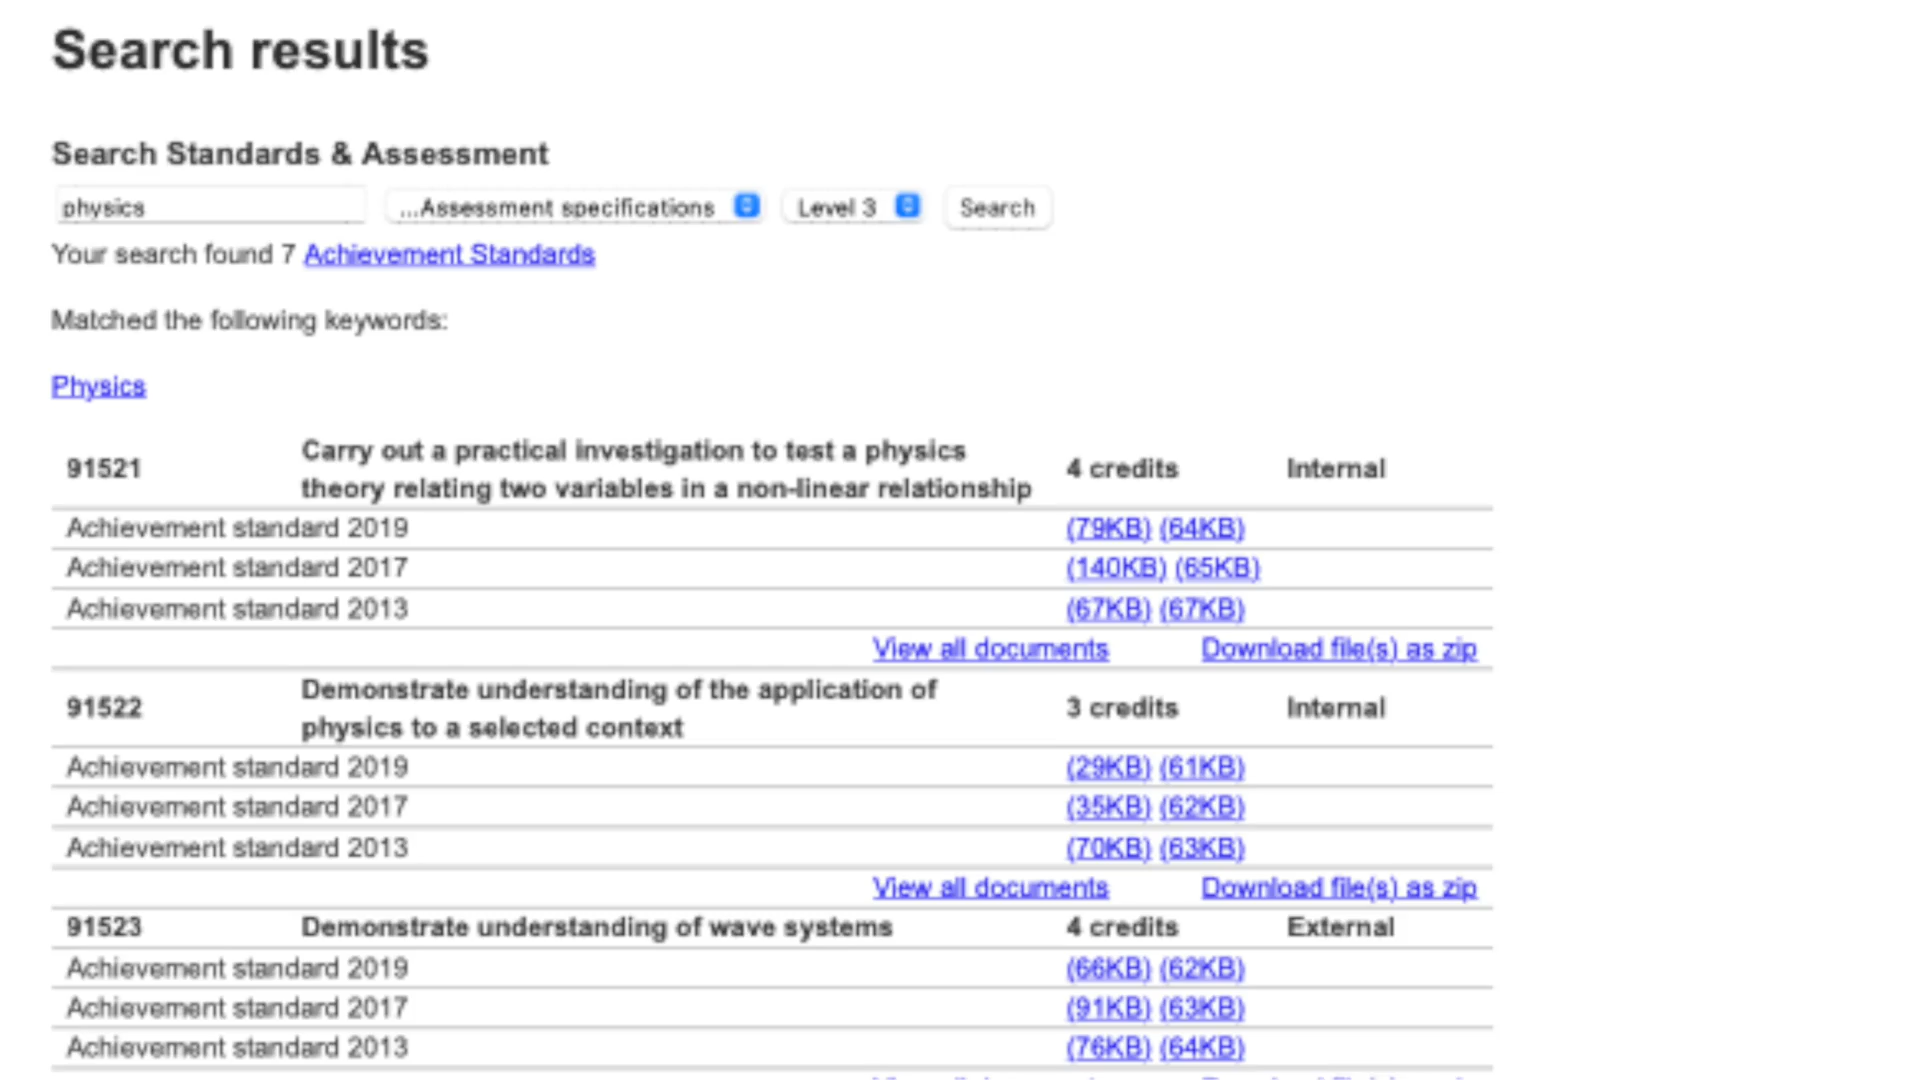 Search results
Search Standards & Assessment
physics ...Assessment specifications Level 3 Search
Your search found 7 Achievement Standards
Matched the following keywords:
Physics
91521 Carry out a practical investigation to test a physics theory relating two variables in a non-linear relationship 4 credits Internal
Achievement standard 2019 (79KB) (64KB)
Achievement standard 2017 (140KB) (65KB)
Achievement standard 2013 (67KB) (67KB)
View all documents Download file(s) as zip
91522 Demonstrate understanding of the application of physics to a selected context 3 credits Internal
Achievement standard 2019 (29KB) (61KB)
Achievement standard 2017 (35KB) (62KB)
Achievement standard 2013 (70KB) (63KB)
View all documents Download file(s) as zip
91523 Demonstrate understanding of wave systems 4 credits External
Achievement standard 2019 (66KB) (62KB)
Achievement standard 2017 (91KB) (63KB)
Achievement standard 2013 (76KB) (64KB)